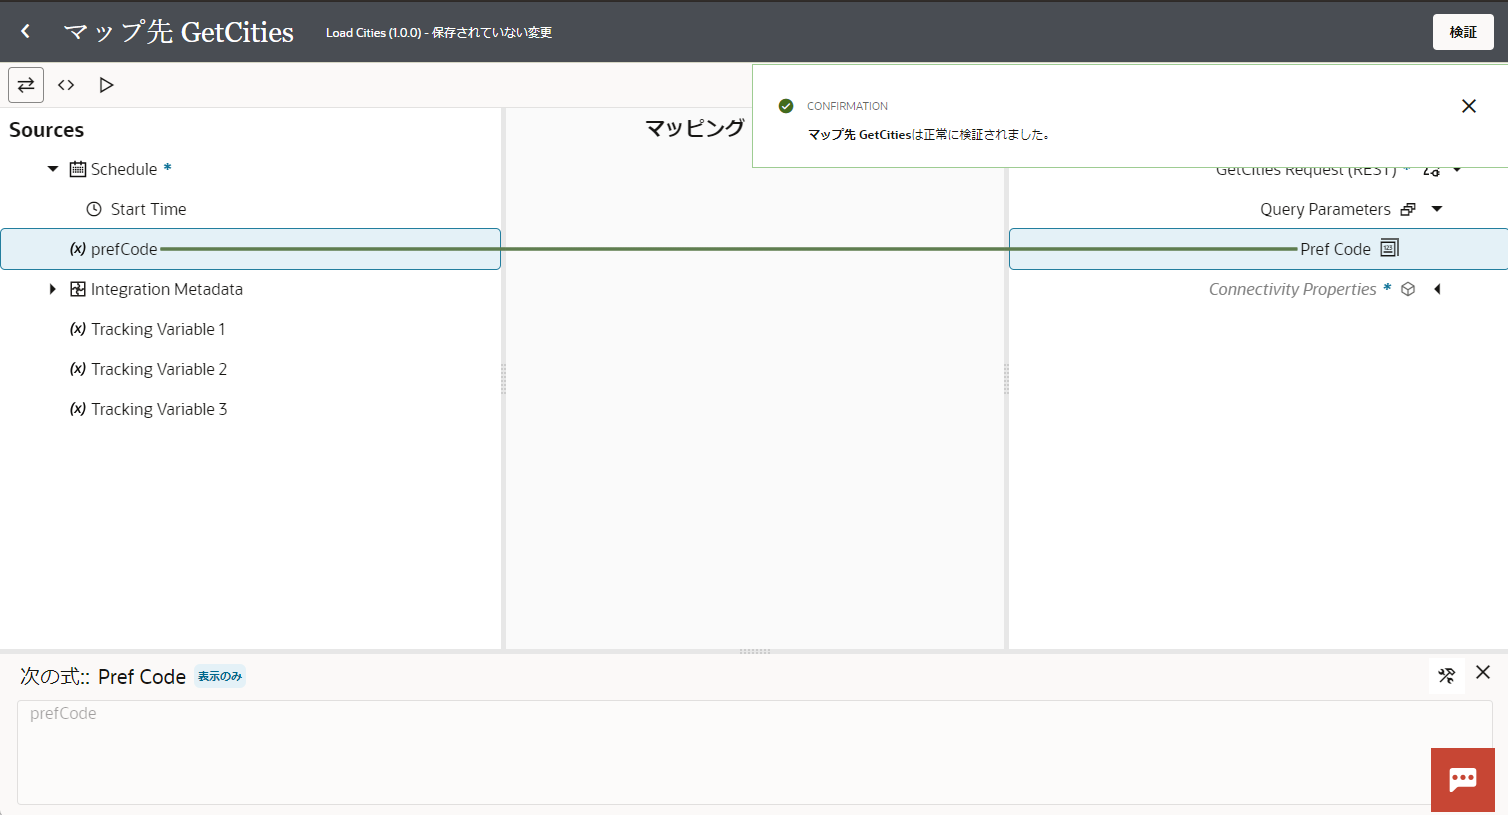 マップ先 GetCities
Load Cities (1.0.0) - 保存されていない変更
検証
CONFIRMATION
マップ先 GetCitiesは正常に検証されました。
Sources
マッピング
Schedule *
GetCities Request (REST) *
Start Time
Query Parameters
(x) prefCode
Pref Code
Integration Metadata
Connectivity Properties *
(x) Tracking Variable 1
(x) Tracking Variable 2
(x) Tracking Variable 3
次の式:: Pref Code 表示のみ
prefCode